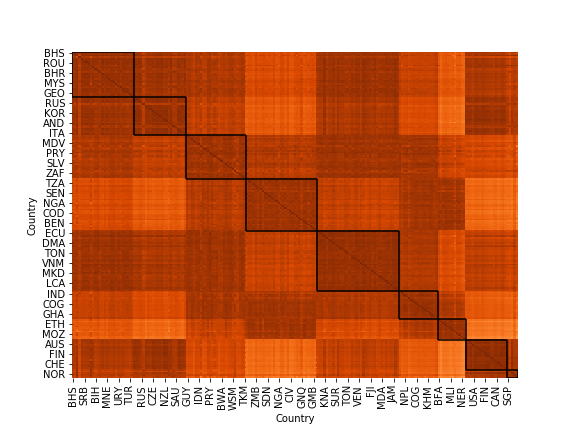 BHS
ROU
BHR
MYS
GEO
RUS
KOR
AND
ITA
MDV
PRY
SLV
ZAF
TZA
SEN
NGA
COD
BEN
ECU
DMA
TON
VNM
MKD
LCA
IND
COG
GHA
ETH
MOZ
AUS
FIN
CHE
NOR
Country
BHS
SRB
BIH
MNE
URY
TUR
RUS
CZE
NZL
SAU
GUY
IDN
PRY
BWA
WSM
TKM
ZMB
SDN
NGA
CIV
GNQ
GMB
KNA
SUR
TON
VEN
FJI
MDA
JAM
NPL
COG
KHM
BFA
MLI
NER
USA
FIN
CAN
SGP
Country